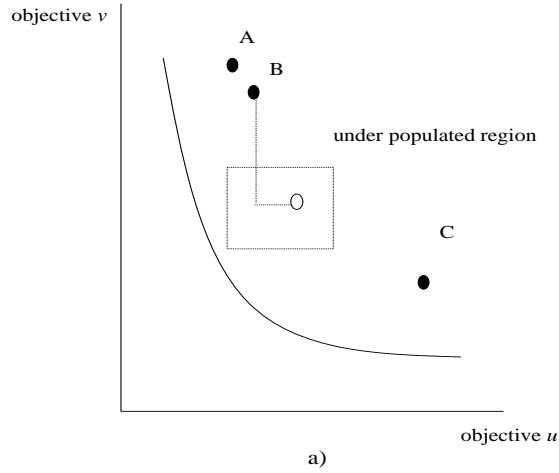 objective v
A
B
under populated region
C
objective u
a)